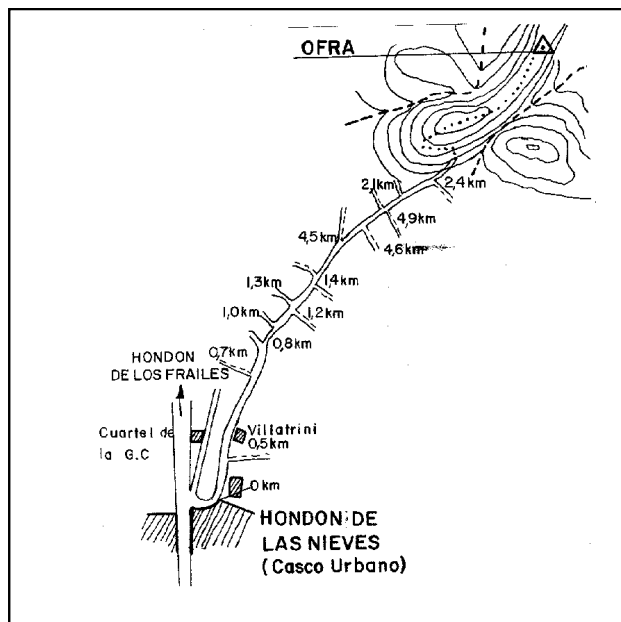 OFRA
2,1km
2,4km
4,9km
4,5km
4,6km
1,3km
1,4km
1,0km
1,2km
0,8km
0,7km
HONDON
DE LOS FRAILES
Cuartel de
la G.C
Villatrini
0,5km
0 km
HONDON DE
LAS NIEVES
(Casco Urbano)